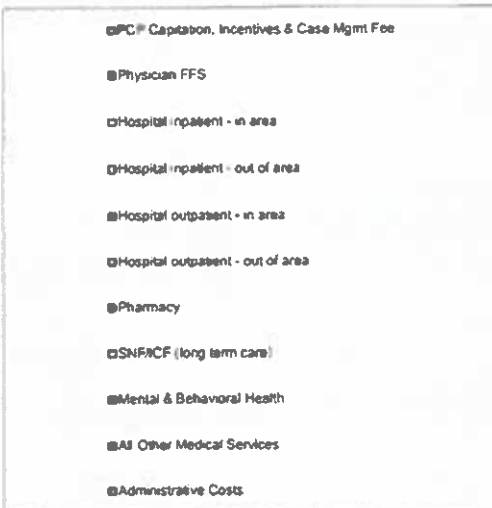 PCP Capitation, Incentives & Case Mgmt Fee
Physician FFS
Hospital inpatient - in area
Hospital inpatient - out of area
Hospital outpatient - in area
Hospital outpatient - out of area
Pharmacy
SNF/ICF (long term care)
Mental & Behavioral Health
All Other Medical Services
Administrative Costs